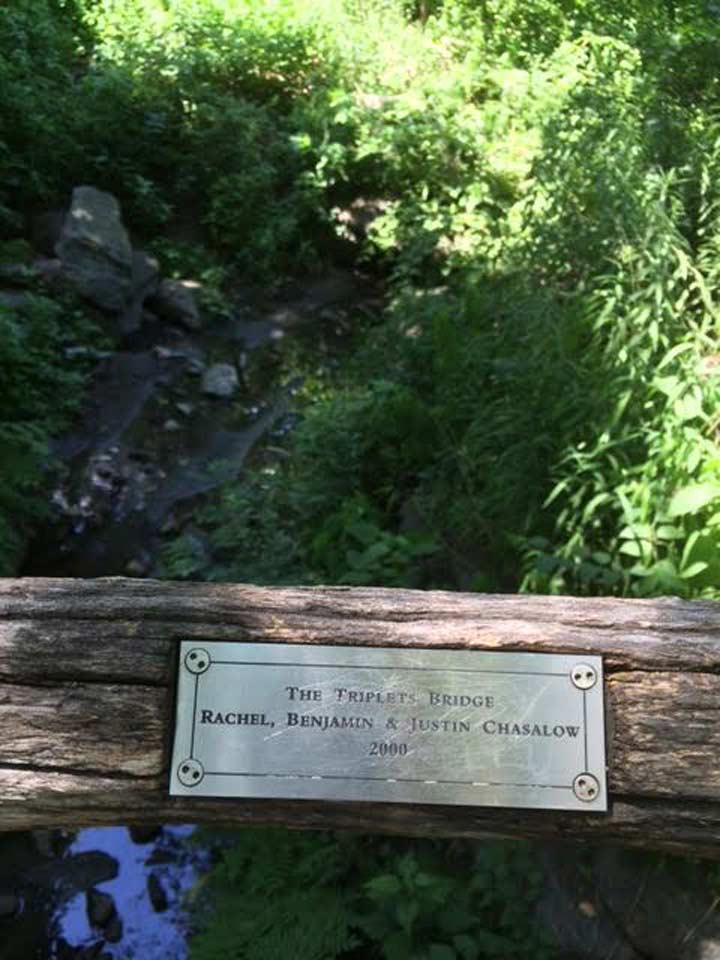 THE TRIPLETS BRIDGE
RACHEL, BENJAMIN & JUSTIN CHASALOW
2000